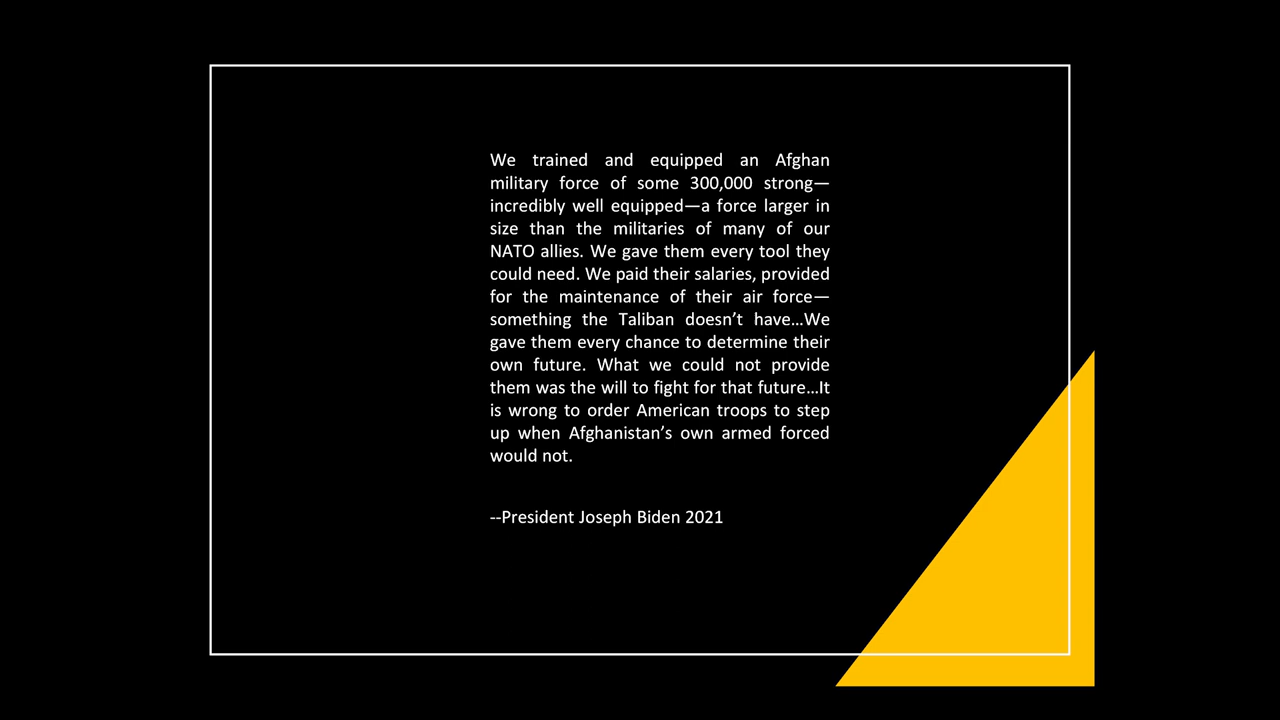 We trained and equipped an Afghan
military force of some 300,000 strong—
incredibly well equipped—a force larger in
size than the militaries of many of our
NATO allies. We gave them every tool they
could need. We paid their salaries, provided
for the maintenance of their air force—
something the Taliban doesn’t have…We
gave them every chance to determine their
own future. What we could not provide
them was the will to fight for that future…It
is wrong to order American troops to step
up when Afghanistan’s own armed forced
would not.
--President Joseph Biden 2021